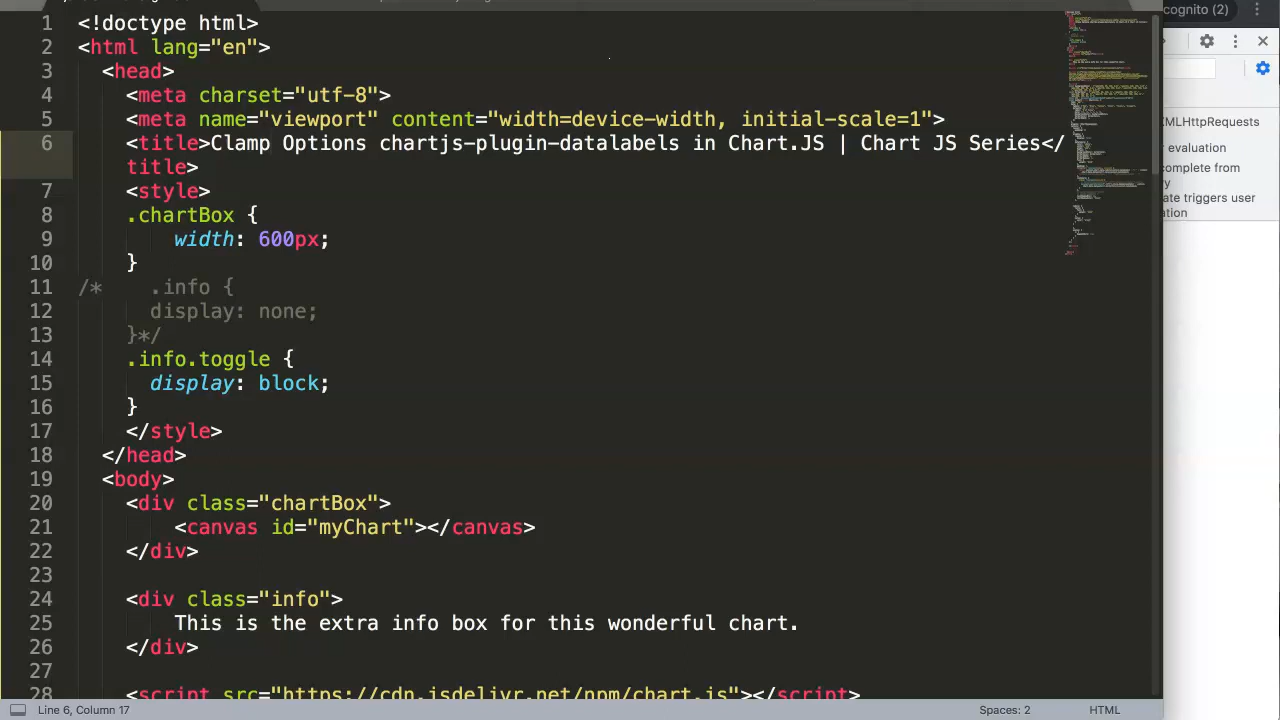 cognito (2)
1 <!doctype html>
2 <html lang="en">
3 <head>
4 <meta charset="utf-8">
5 <meta name="viewport" content="width=device-width, initial-scale=1">
6 <title>Clamp Options chartjs-plugin-datalabels in Chart.JS | Chart JS Series</
title>
7 <style>
8 .chartBox {
9 width: 600px;
10 }
11 /* .info {
12 display: none;
13 }*/
14 .info.toggle {
15 display: block;
16 }
17 </style>
18 </head>
19 <body>
20 <div class="chartBox">
21 <canvas id="myChart"></canvas>
22 </div>
23
24 <div class="info">
25 This is the extra info box for this wonderful chart.
26 </div>
27
28 <script src="https://cdn.jsdelivr.net/npm/chart.js"></script>
MLHttpRequests
evaluation
complete from
y
ate triggers user
ation
Line 6, Column 17
Spaces: 2
HTML